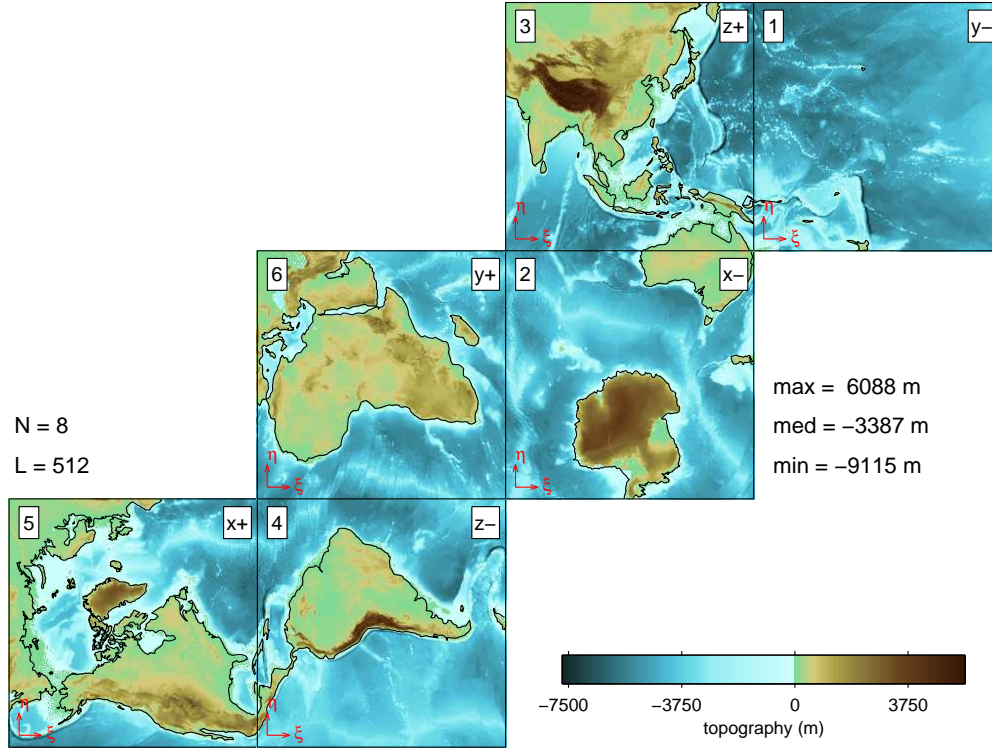 3 z+ 1 y−
η ξ η ξ
6 y+ 2 x−
max = 6088 m
N = 8 med = −3387 m
L = 512 min = −9115 m
η ξ η ξ
5 x+ 4 z−
η ξ η ξ
−7500 −3750 0 3750
topography (m)